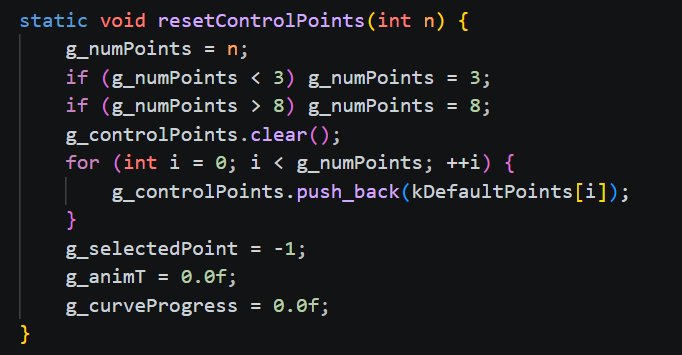 static void resetControlPoints(int n) {
    g_numPoints = n;
    if (g_numPoints < 3) g_numPoints = 3;
    if (g_numPoints > 8) g_numPoints = 8;
    g_controlPoints.clear();
    for (int i = 0; i < g_numPoints; ++i) {
        g_controlPoints.push_back(kDefaultPoints[i]);
    }
    g_selectedPoint = -1;
    g_animT = 0.0f;
    g_curveProgress = 0.0f;
}